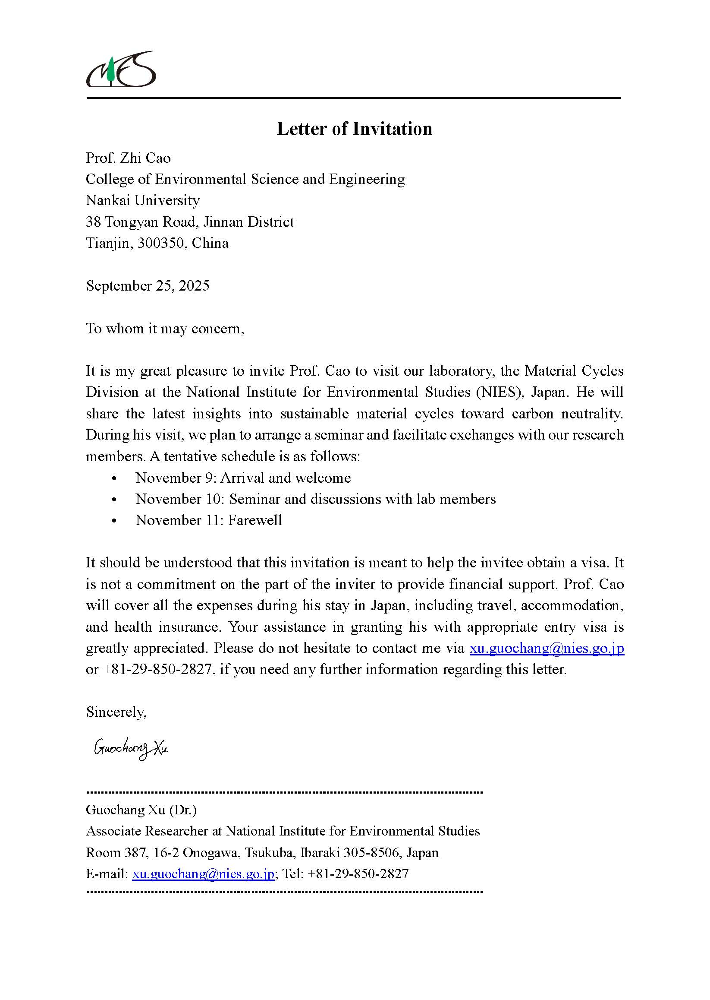 NIES
Letter of Invitation
Prof. Zhi Cao
College of Environmental Science and Engineering
Nankai University
38 Tongyan Road, Jinnan District
Tianjin, 300350, China
September 25, 2025
To whom it may concern,
It is my great pleasure to invite Prof. Cao to visit our laboratory, the Material Cycles
Division at the National Institute for Environmental Studies (NIES), Japan. He will
share the latest insights into sustainable material cycles toward carbon neutrality.
During his visit, we plan to arrange a seminar and facilitate exchanges with our research
members. A tentative schedule is as follows:
• November 9: Arrival and welcome
• November 10: Seminar and discussions with lab members
• November 11: Farewell
It should be understood that this invitation is meant to help the invitee obtain a visa. It
is not a commitment on the part of the inviter to provide financial support. Prof. Cao
will cover all the expenses during his stay in Japan, including travel, accommodation,
and health insurance. Your assistance in granting his with appropriate entry visa is
greatly appreciated. Please do not hesitate to contact me via xu.guochang@nies.go.jp
or +81-29-850-2827, if you need any further information regarding this letter.
Sincerely,
Guochang Xu
Guochang Xu (Dr.)
Associate Researcher at National Institute for Environmental Studies
Room 387, 16-2 Onogawa, Tsukuba, Ibaraki 305-8506, Japan
E-mail: xu.guochang@nies.go.jp; Tel: +81-29-850-2827